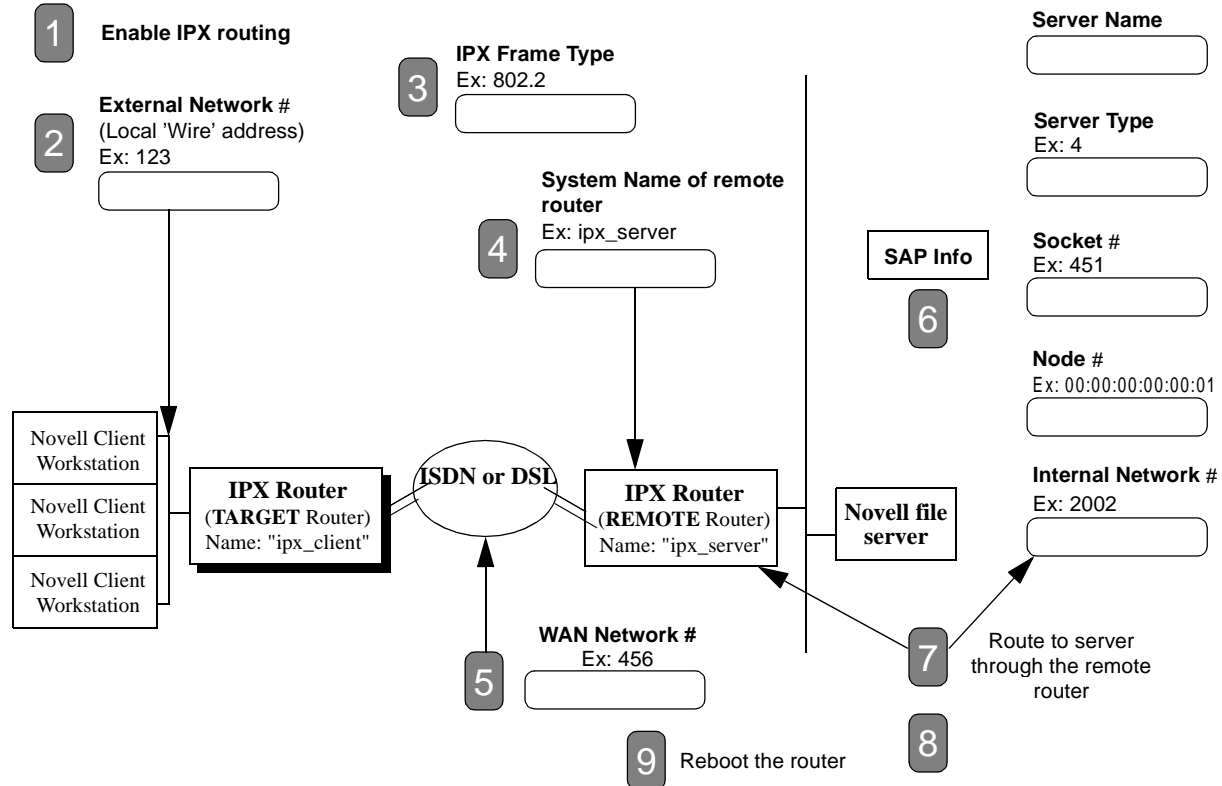 1
Enable IPX routing
2
External Network #
(Local 'Wire' address)
Ex: 123
3
IPX Frame Type
Ex: 802.2
4
System Name of remote
router
Ex: ipx_server
Server Name
Server Type
Ex: 4
SAP Info
6
Socket #
Ex: 451
Node #
Ex: 00:00:00:00:00:01
Internal Network #
Ex: 2002
Novell Client
Workstation
Novell Client
Workstation
Novell Client
Workstation
IPX Router
(TARGET Router)
Name: "ipx_client"
ISDN or DSL
IPX Router
(REMOTE Router)
Name: "ipx_server"
Novell file
server
5
WAN Network #
Ex: 456
7
Route to server
through the remote
router
8
9
Reboot the router